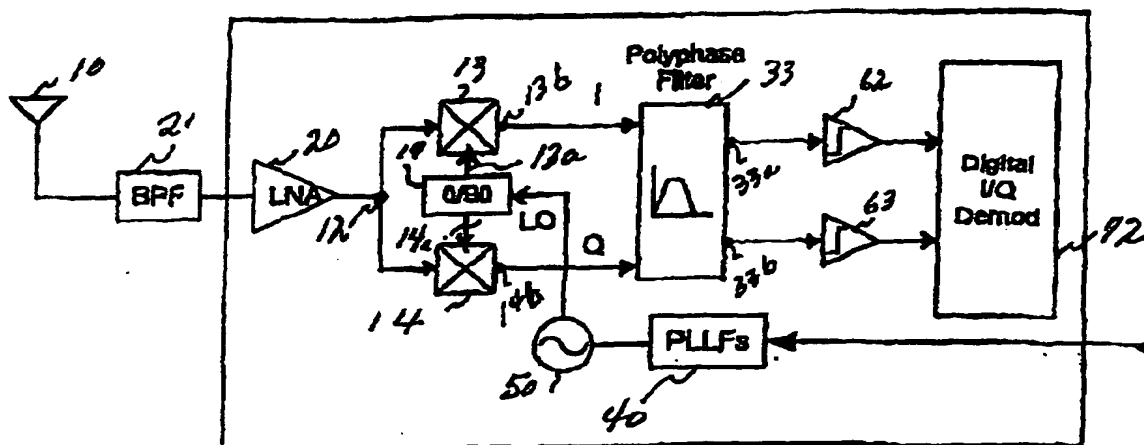 10
21
BPF
20
LNA
12
13
13b
I
13a
19
0/90
LO
14a
14
14b
Q
Polyphase
Filter
33
33a
33b
62
63
Digital
I/Q
Demod
92
50
PLLFs
40